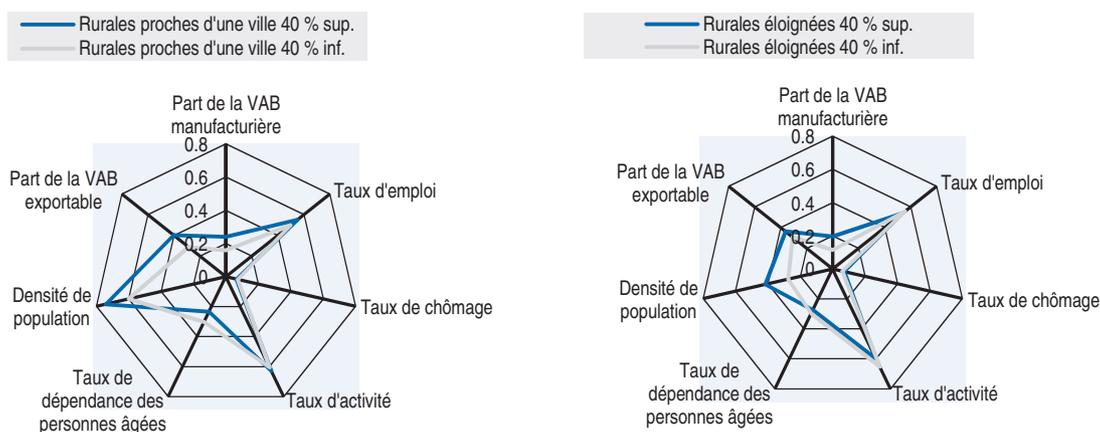 Rurales proches d'une ville 40 % sup.
Rurales proches d'une ville 40 % inf.
Part de la VAB
manufacturière
0.8
0.6
0.4
0.2
0
Taux d'emploi
Taux de chômage
Taux d'activité
Taux de
dépendance des
personnes âgées
Densité de
population
Part de la VAB
exportable
Rurales éloignées 40 % sup.
Rurales éloignées 40 % inf.
Part de la VAB
manufacturière
0.8
0.6
0.4
0.2
0
Taux d'emploi
Taux de chômage
Taux d'activité
Taux de
dépendance des
personnes âgées
Densité de
population
Part de la VAB
exportable